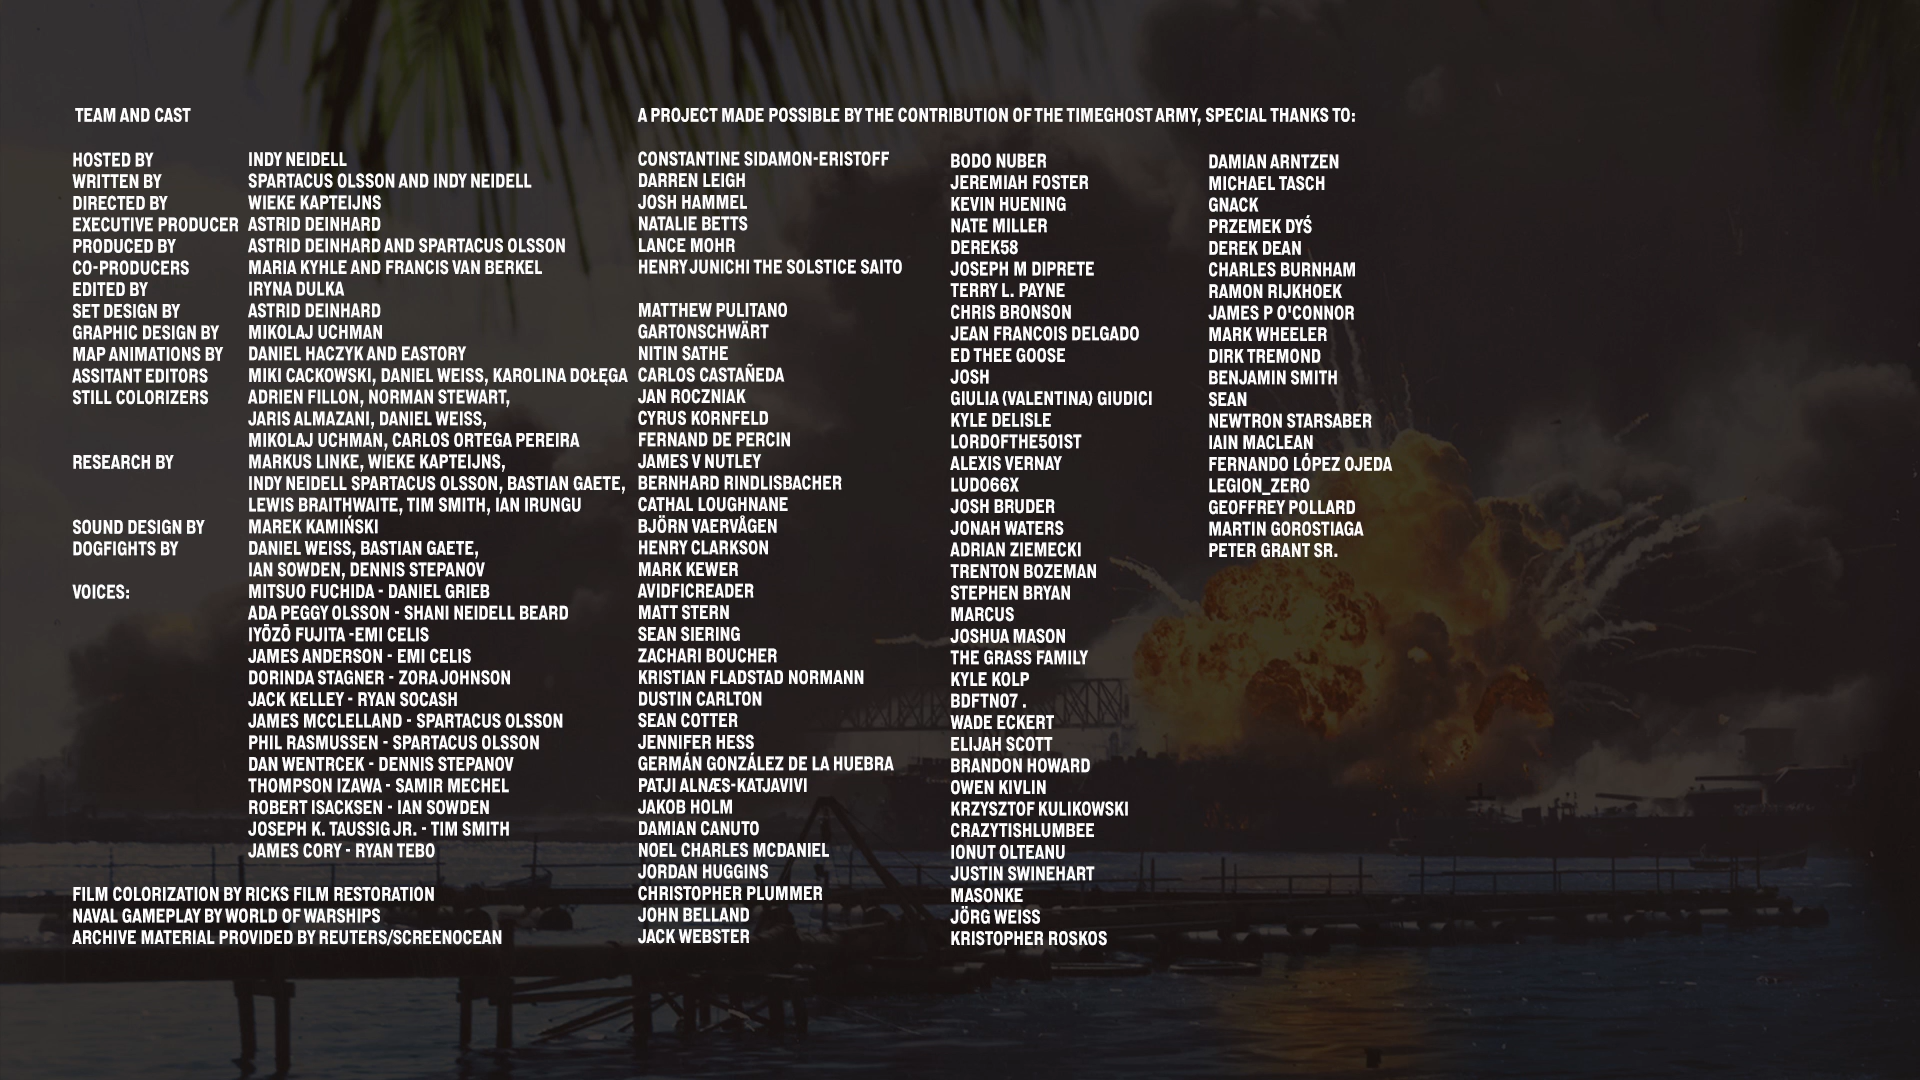 TEAM AND CAST
HOSTED BY INDY NEIDELL
WRITTEN BY SPARTACUS OLSSON AND INDY NEIDELL
DIRECTED BY WIEKE KAPTEIJNS
EXECUTIVE PRODUCER ASTRID DEINHARD
PRODUCED BY ASTRID DEINHARD AND SPARTACUS OLSSON
CO-PRODUCERS MARIA KYHLE AND FRANCIS VAN BERKEL
EDITED BY IRYNA DULKA
SET DESIGN BY ASTRID DEINHARD
GRAPHIC DESIGN BY MIKOLAJ UCHMAN
MAP ANIMATIONS BY DANIEL HACZYK AND EASTORY
ASSITANT EDITORS MIKI CACKOWSKI, DANIEL WEISS, KAROLINA DOŁĘGA
STILL COLORIZERS ADRIEN FILLON, NORMAN STEWART,
JARIS ALMAZANI, DANIEL WEISS,
MIKOLAJ UCHMAN, CARLOS ORTEGA PEREIRA
RESEARCH BY MARKUS LINKE, WIEKE KAPTEIJNS,
INDY NEIDELL SPARTACUS OLSSON, BASTIAN GAETE,
LEWIS BRAITHWAITE, TIM SMITH, IAN IRUNGU
SOUND DESIGN BY MAREK KAMIŃSKI
DOGFIGHTS BY DANIEL WEISS, BASTIAN GAETE,
IAN SOWDEN, DENNIS STEPANOV
VOICES: MITSUO FUCHIDA - DANIEL GRIEB
ADA PEGGY OLSSON - SHANI NEIDELL BEARD
IYŌZŌ FUJITA -EMI CELIS
JAMES ANDERSON - EMI CELIS
DORINDA STAGNER - ZORA JOHNSON
JACK KELLEY - RYAN SOCASH
JAMES MCCLELLAND - SPARTACUS OLSSON
PHIL RASMUSSEN - SPARTACUS OLSSON
DAN WENTRCEK - DENNIS STEPANOV
THOMPSON IZAWA - SAMIR MECHEL
ROBERT ISACKSEN - IAN SOWDEN
JOSEPH K. TAUSSIG JR. - TIM SMITH
JAMES CORY - RYAN TEBO
FILM COLORIZATION BY RICKS FILM RESTORATION
NAVAL GAMEPLAY BY WORLD OF WARSHIPS
ARCHIVE MATERIAL PROVIDED BY REUTERS/SCREENOCEAN
A PROJECT MADE POSSIBLE BY THE CONTRIBUTION OF THE TIMEGHOST ARMY, SPECIAL THANKS TO:
CONSTANTINE SIDAMON-ERISTOFF
DARREN LEIGH
JOSH HAMMEL
NATALIE BETTS
LANCE MOHR
HENRY JUNICHI THE SOLSTICE SAITO
MATTHEW PULITANO
GARTONSCHWÄRT
NITIN SATHE
CARLOS CASTAÑEDA
JAN ROCZNIAK
CYRUS KORNFELD
FERNAND DE PERCIN
JAMES V NUTLEY
BERNHARD RINDLISBACHER
CATHAL LOUGHNANE
BJÖRN VAERVÅGEN
HENRY CLARKSON
MARK KEWER
AVIDFICREADER
MATT STERN
SEAN SIERING
ZACHARI BOUCHER
KRISTIAN FLADSTAD NORMANN
DUSTIN CARLTON
SEAN COTTER
JENNIFER HESS
GERMÁN GONZÁLEZ DE LA HUEBRA
PATJI ALNÆS-KATJAVIVI
JAKOB HOLM
DAMIAN CANUTO
NOEL CHARLES MCDANIEL
JORDAN HUGGINS
CHRISTOPHER PLUMMER
JOHN BELLAND
JACK WEBSTER
BODO NUBER
JEREMIAH FOSTER
KEVIN HUENING
NATE MILLER
DEREK58
JOSEPH M DIPRETE
TERRY L. PAYNE
CHRIS BRONSON
JEAN FRANCOIS DELGADO
ED THEE GOOSE
JOSH
GIULIA (VALENTINA) GIUDICI
KYLE DELISLE
LORDOFTHE501ST
ALEXIS VERNAY
LUDO66X
JOSH BRUDER
JONAH WATERS
ADRIAN ZIEMECKI
TRENTON BOZEMAN
STEPHEN BRYAN
MARCUS
JOSHUA MASON
THE GRASS FAMILY
KYLE KOLP
BDFTN07 .
WADE ECKERT
ELIJAH SCOTT
BRANDON HOWARD
OWEN KIVLIN
KRZYSZTOF KULIKOWSKI
CRAZYTISHLUMBEE
IONUT OLTEANU
JUSTIN SWINEHART
MASONKE
JÖRG WEISS
KRISTOPHER ROSKOS
DAMIAN ARNTZEN
MICHAEL TASCH
GNACK
PRZEMEK DYŚ
DEREK DEAN
CHARLES BURNHAM
RAMON RIJKHOEK
JAMES P O'CONNOR
MARK WHEELER
DIRK TREMOND
BENJAMIN SMITH
SEAN
NEWTRON STARSABER
IAIN MACLEAN
FERNANDO LÓPEZ OJEDA
LEGION_ZERO
GEOFFREY POLLARD
MARTIN GOROSTIAGA
PETER GRANT SR.